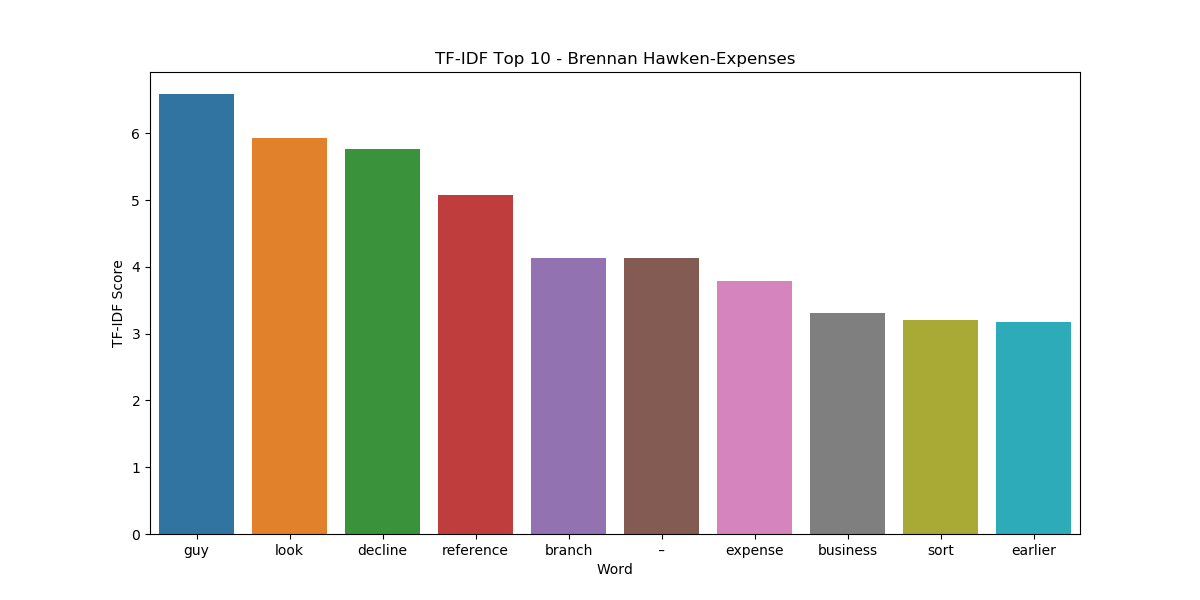 TF-IDF Top 10 - Brennan Hawken-Expenses
TF-IDF Score
6
5
4
3
2
1
0
guy look decline reference branch – expense business sort earlier
Word